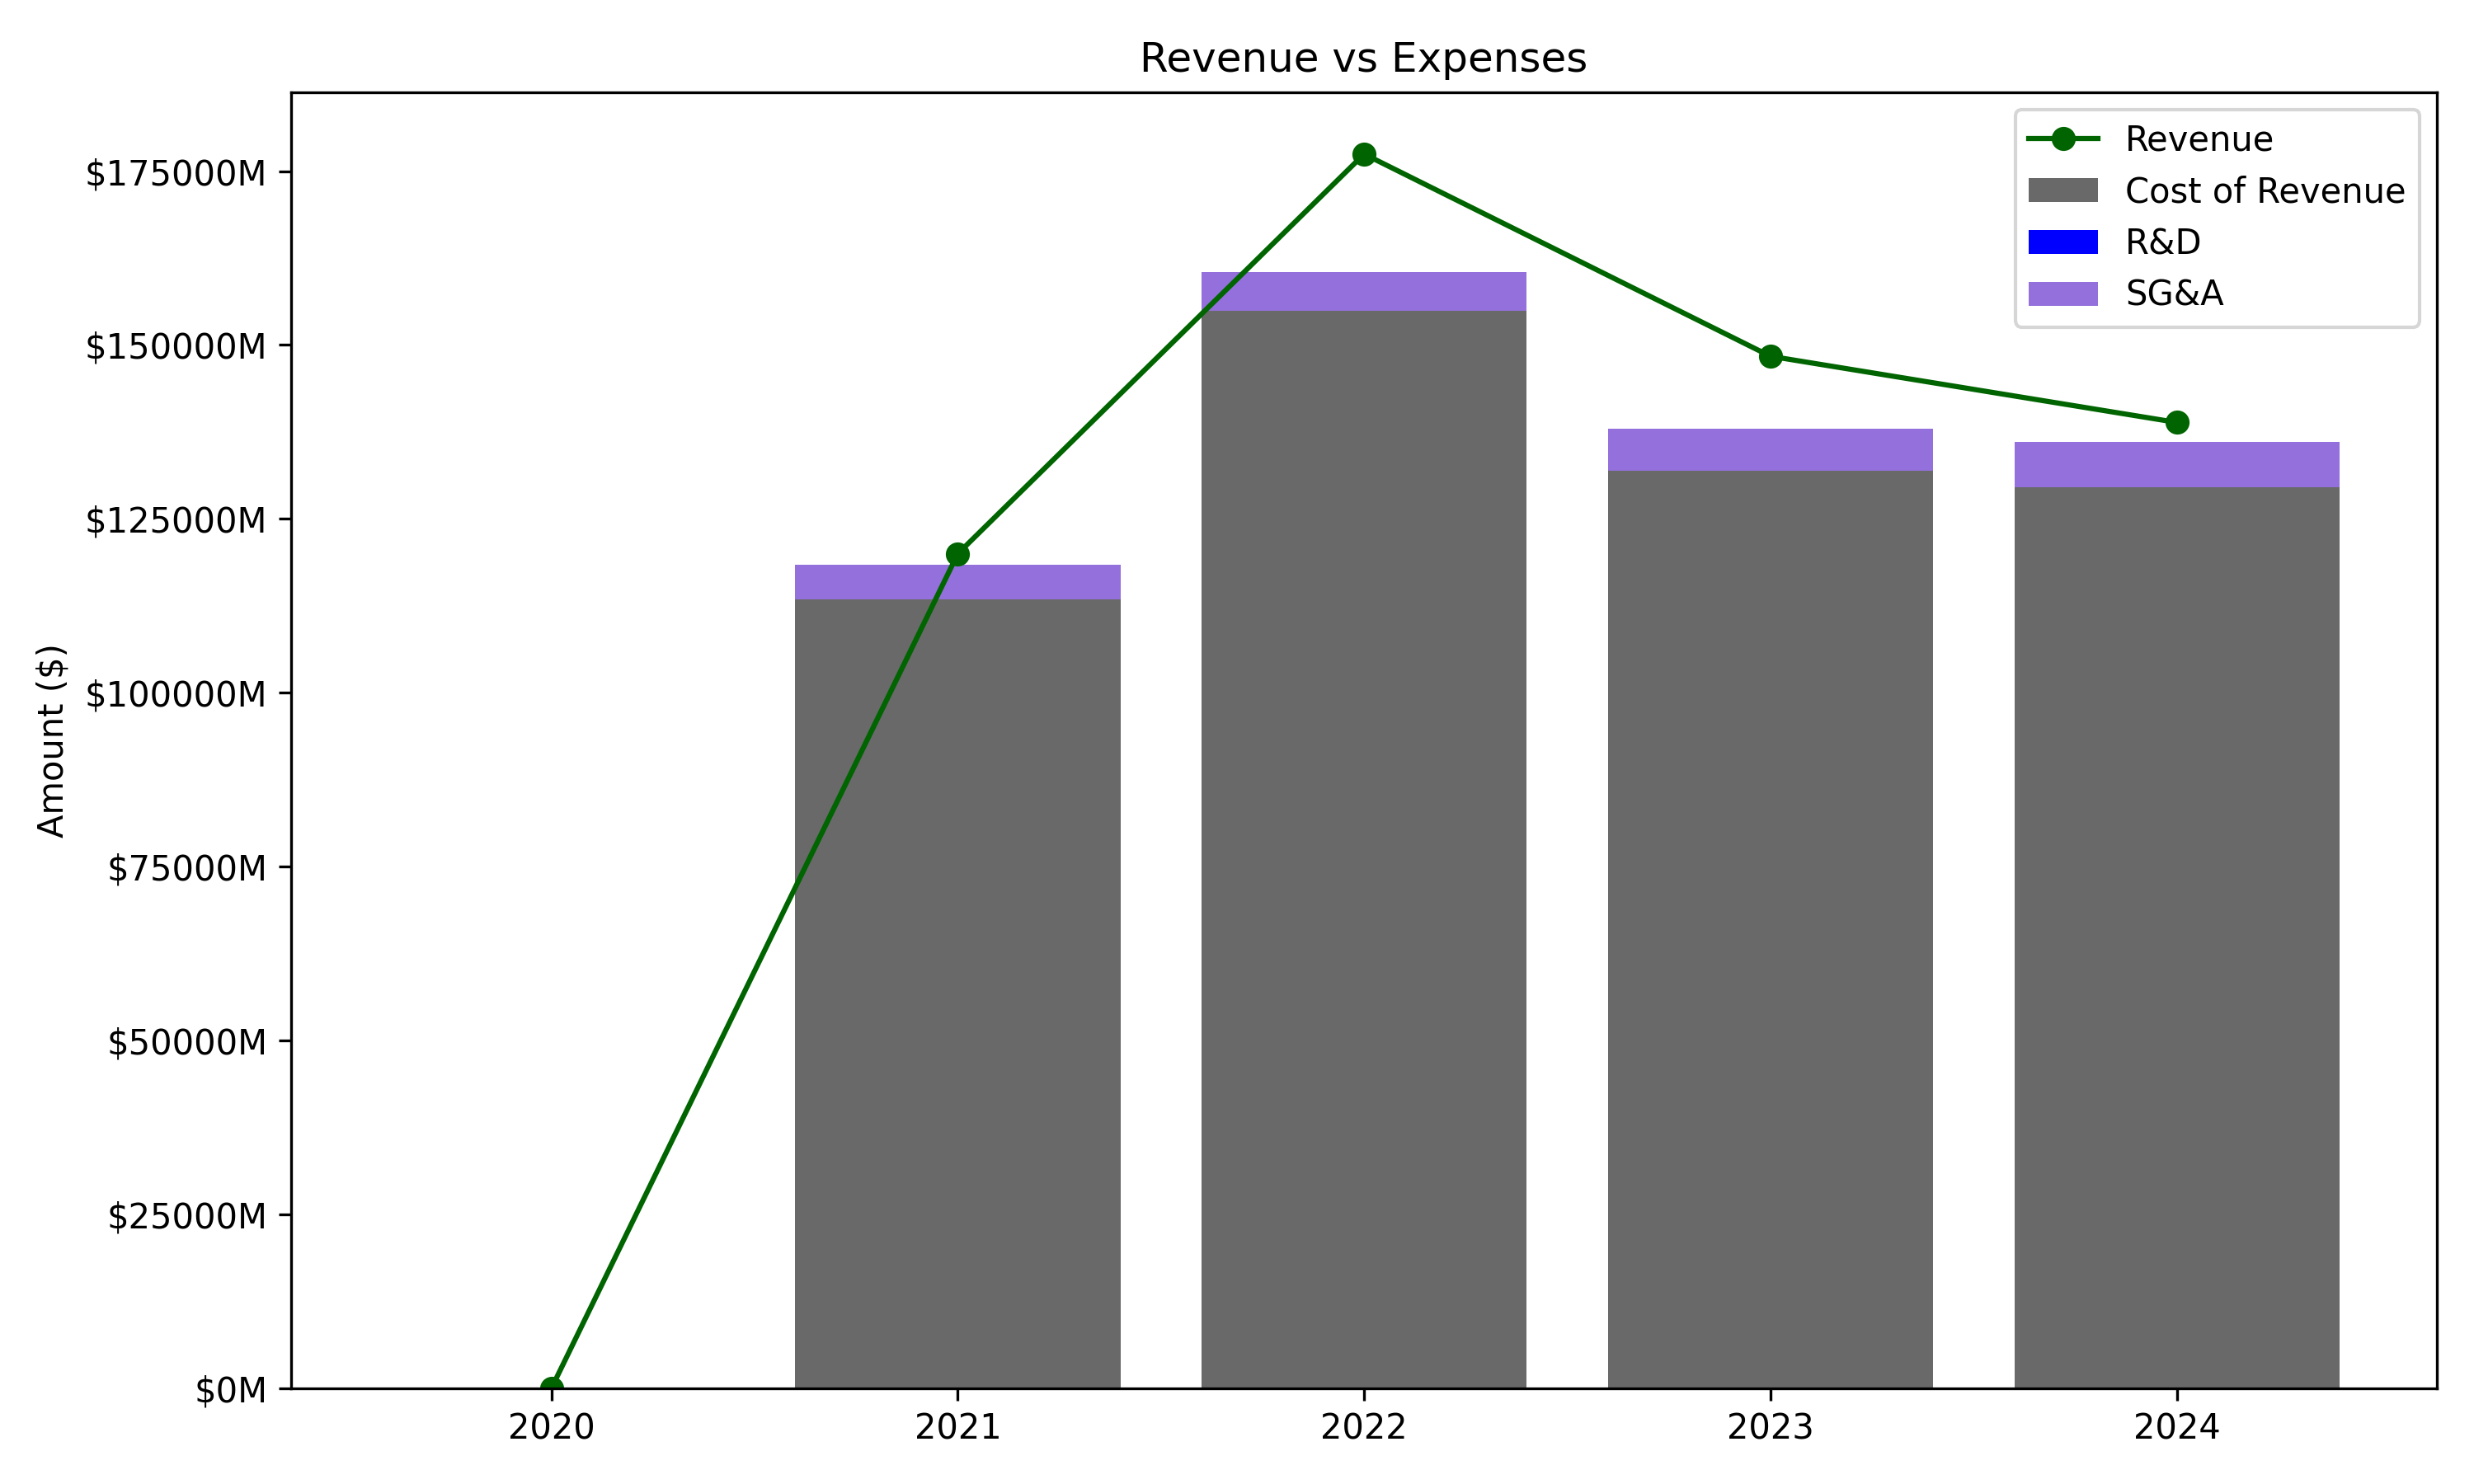 Revenue vs Expenses
Revenue
Cost of Revenue
R&D
SG&A
Amount ($)
$175000M
$150000M
$125000M
$100000M
$75000M
$50000M
$25000M
$0M
2020
2021
2022
2023
2024